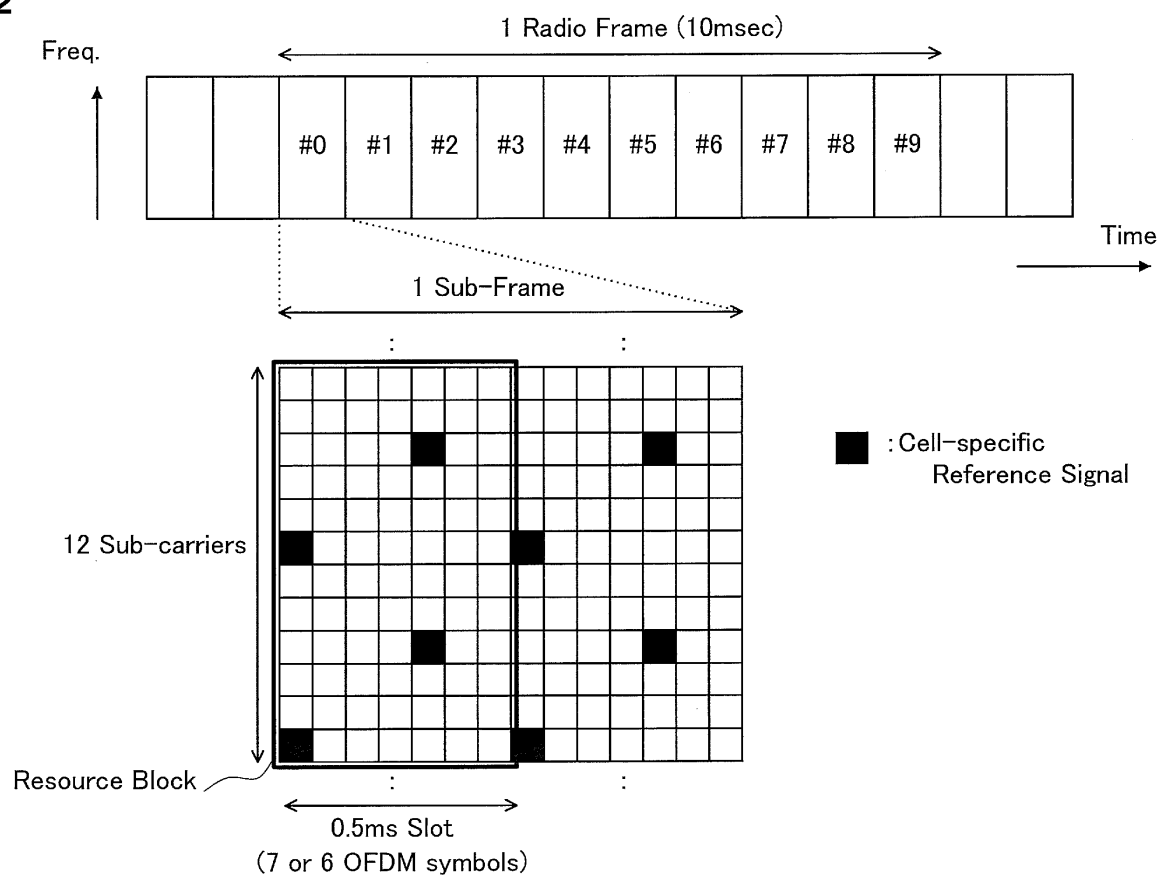 2
1 Radio Frame (10msec)
Freq.
#0 #1 #2 #3 #4 #5 #6 #7 #8 #9
Time
1 Sub-Frame
: :
: Cell-specific
Reference Signal
12 Sub-carriers
Resource Block
: :
0.5ms Slot
(7 or 6 OFDM symbols)